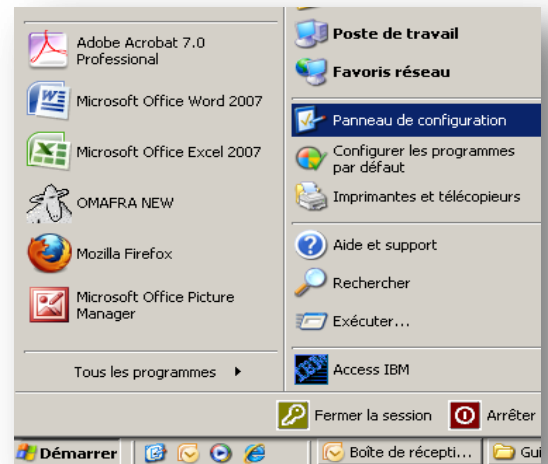 Adobe Acrobat 7.0
Professional
Microsoft Office Word 2007
Microsoft Office Excel 2007
OMAFRA NEW
Mozilla Firefox
Microsoft Office Picture
Manager
Tous les programmes
Poste de travail
Favoris réseau
Panneau de configuration
Configurer les programmes
par défaut
Imprimantes et télécopieurs
Aide et support
Rechercher
Exécuter...
Access IBM
Fermer la session
Arrêter
Démarrer
Boîte de récepti...
Gui